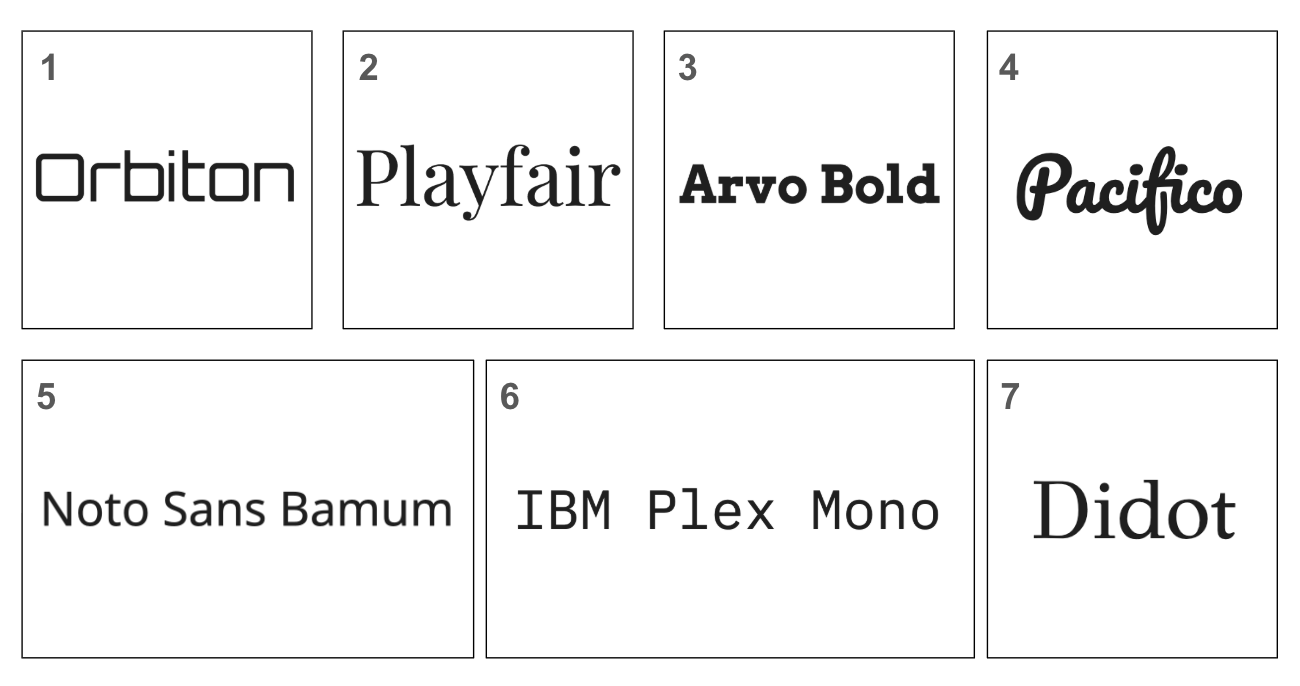 1
Orbiton
2
Playfair
3
Arvo Bold
4
Pacifico
5
Noto Sans Bamum
6
IBM Plex Mono
7
Didot